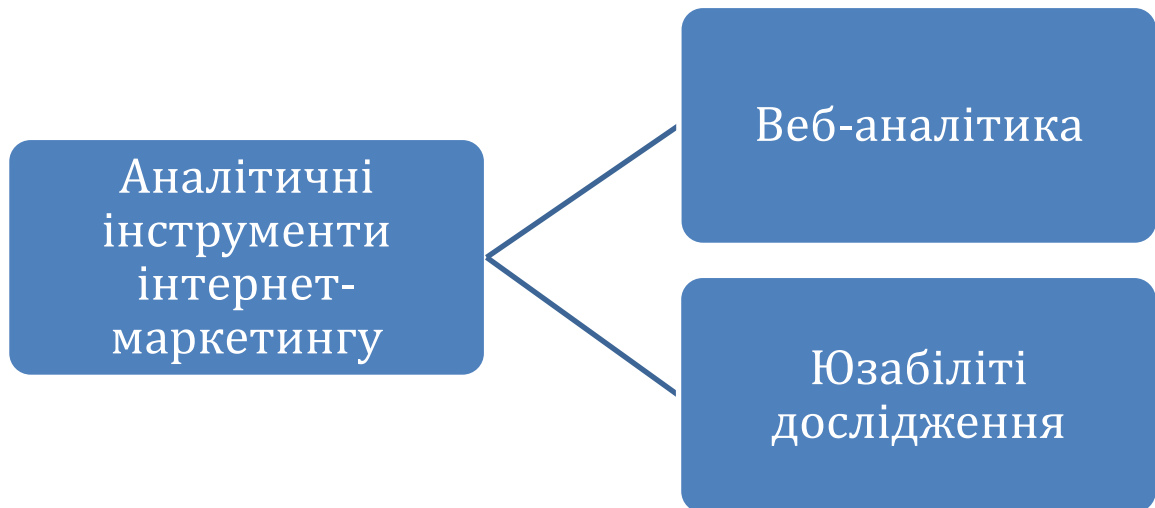 Аналітичні
інструменти
інтернет-
маркетингу
Веб-аналітика
Юзабіліті
дослідження